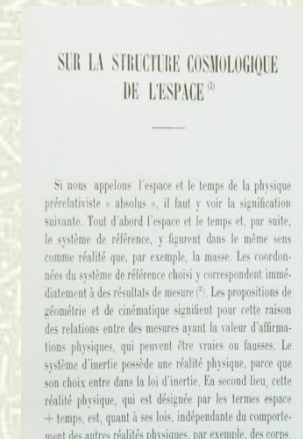 SUR LA STRUCTURE COSMOLOGIQUE
DE L'ESPACE (1)
Si nous appelons l'espace et le temps de la physique
prérelativiste « absolus », il faut y voir la signification
suivante. Tout d'abord l'espace et le temps et, par suite,
le système de référence, y figurent dans le même sens
comme réalité que, par exemple, la masse. Les coordon-
nées du système de référence choisi y correspondent immé-
diatement à des résultats de mesure (2). Les propositions de
géométrie et de cinématique signifient pour cette raison
des relations entre des mesures ayant la valeur d'affirma-
tions physiques, qui peuvent être vraies ou fausses. Le
système d'inertie possède une réalité physique, parce que
son choix entre dans la loi d'inertie. En second lieu, cette
réalité physique, qui est désignée par les termes espace
+ temps, est, quant à ses lois, indépendante du comporte-
ment des autres réalités physiques, par exemple, des corps.